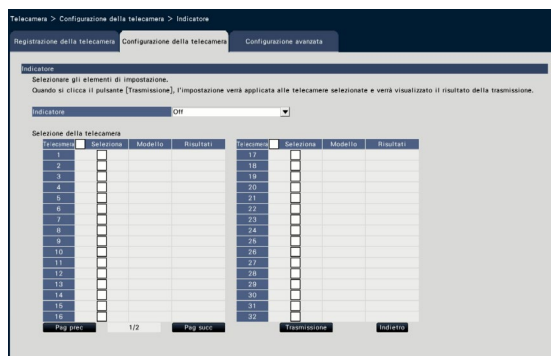 Telecamera > Configurazione della telecamera > Indicatore
Registrazione della telecamera Configurazione della telecamera Configurazione avanzata
Indicatore
Selezionare gli elementi di impostazione.
Quando si clicca il pulsante [Trasmissione], l'impostazione verrà applicata alle telecamere selezionate e verrà visualizzato il risultato della trasmissione.
Indicatore Off
Selezione della telecamera
Telecamera Seleziona Modello Risultati Telecamera Seleziona Modello Risultati
1 17
2 18
3 19
4 20
5 21
6 22
7 23
8 24
9 25
10 26
11 27
12 28
13 29
14 30
15 31
16 32
Pag prec 1/2 Pag succ Trasmissione Indietro